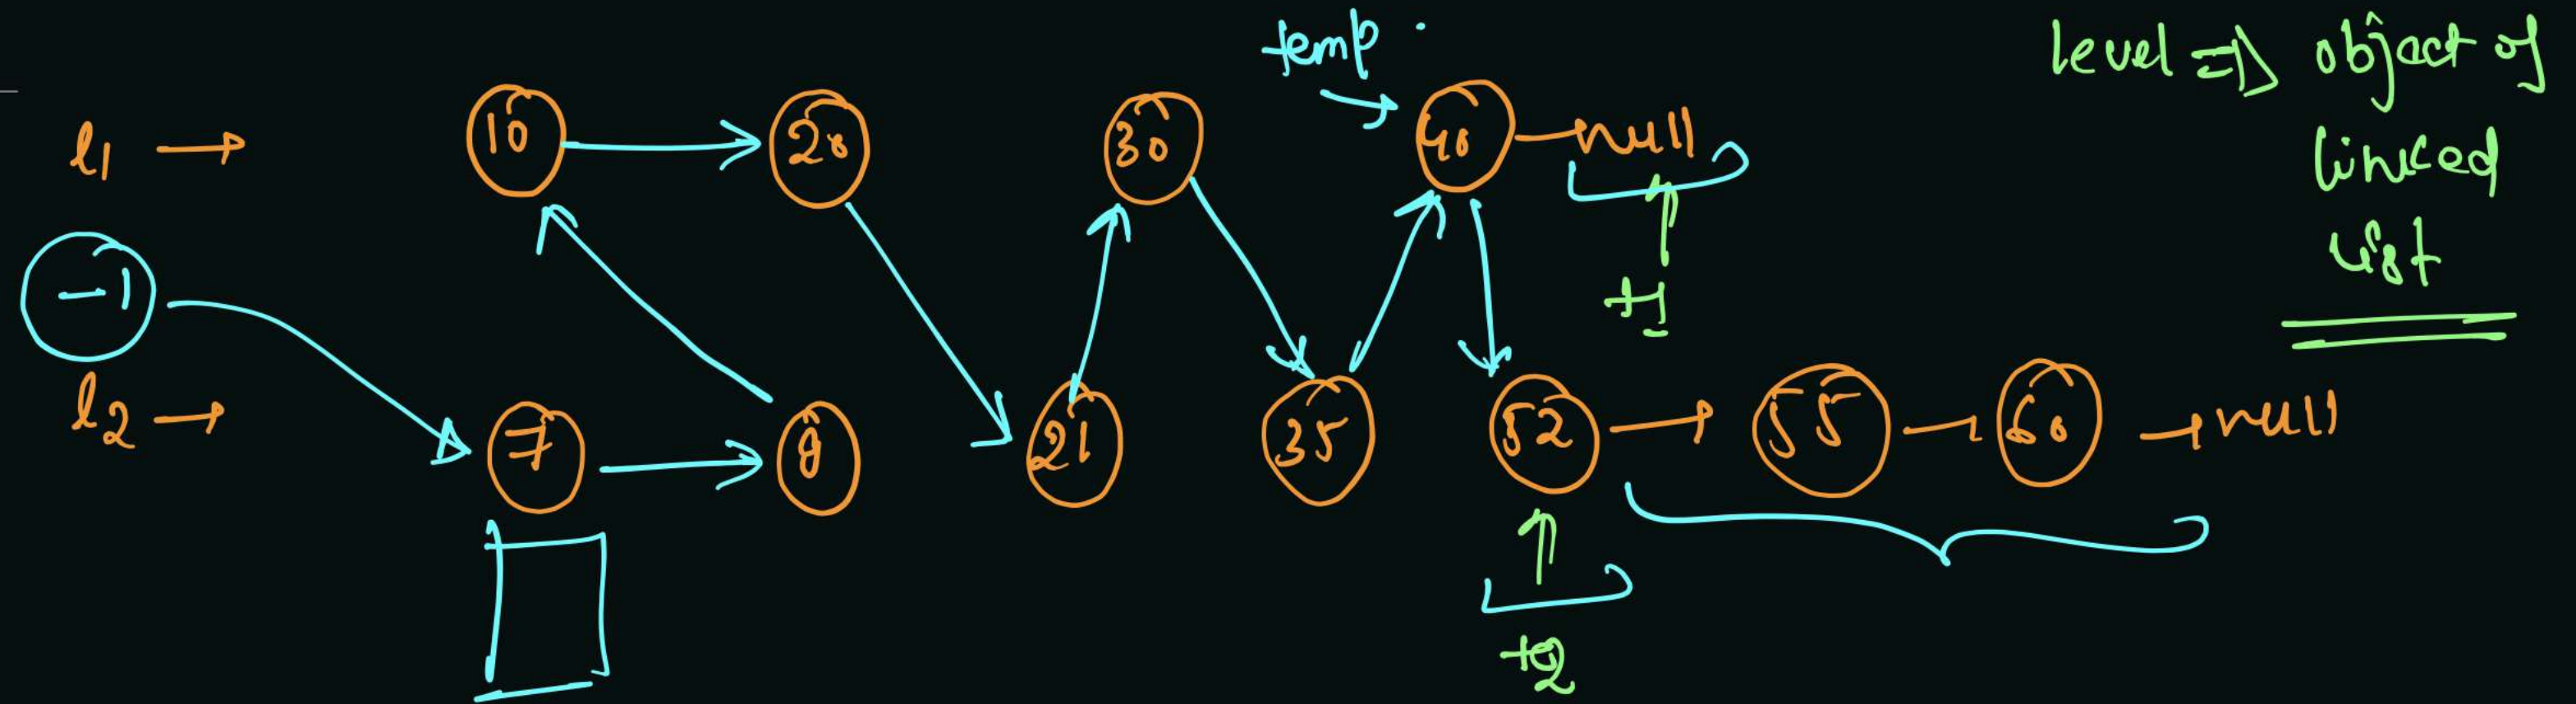 temp.
level ⇒ object of
linked
list
l1 → 10 20 30 40 → null
-1
t1
l2 → 7 8 21 35 52 → 55 → 60 → null
t2